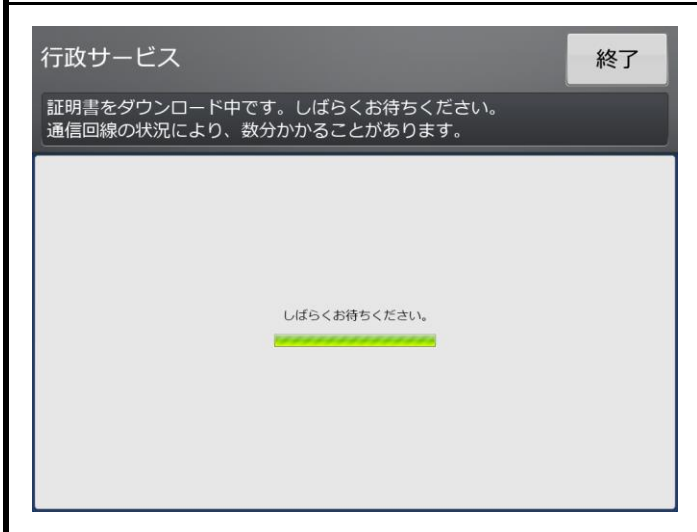 行政サービス
終了
証明書をダウンロード中です。しばらくお待ちください。
通信回線の状況により、数分かかることがあります。
しばらくお待ちください。